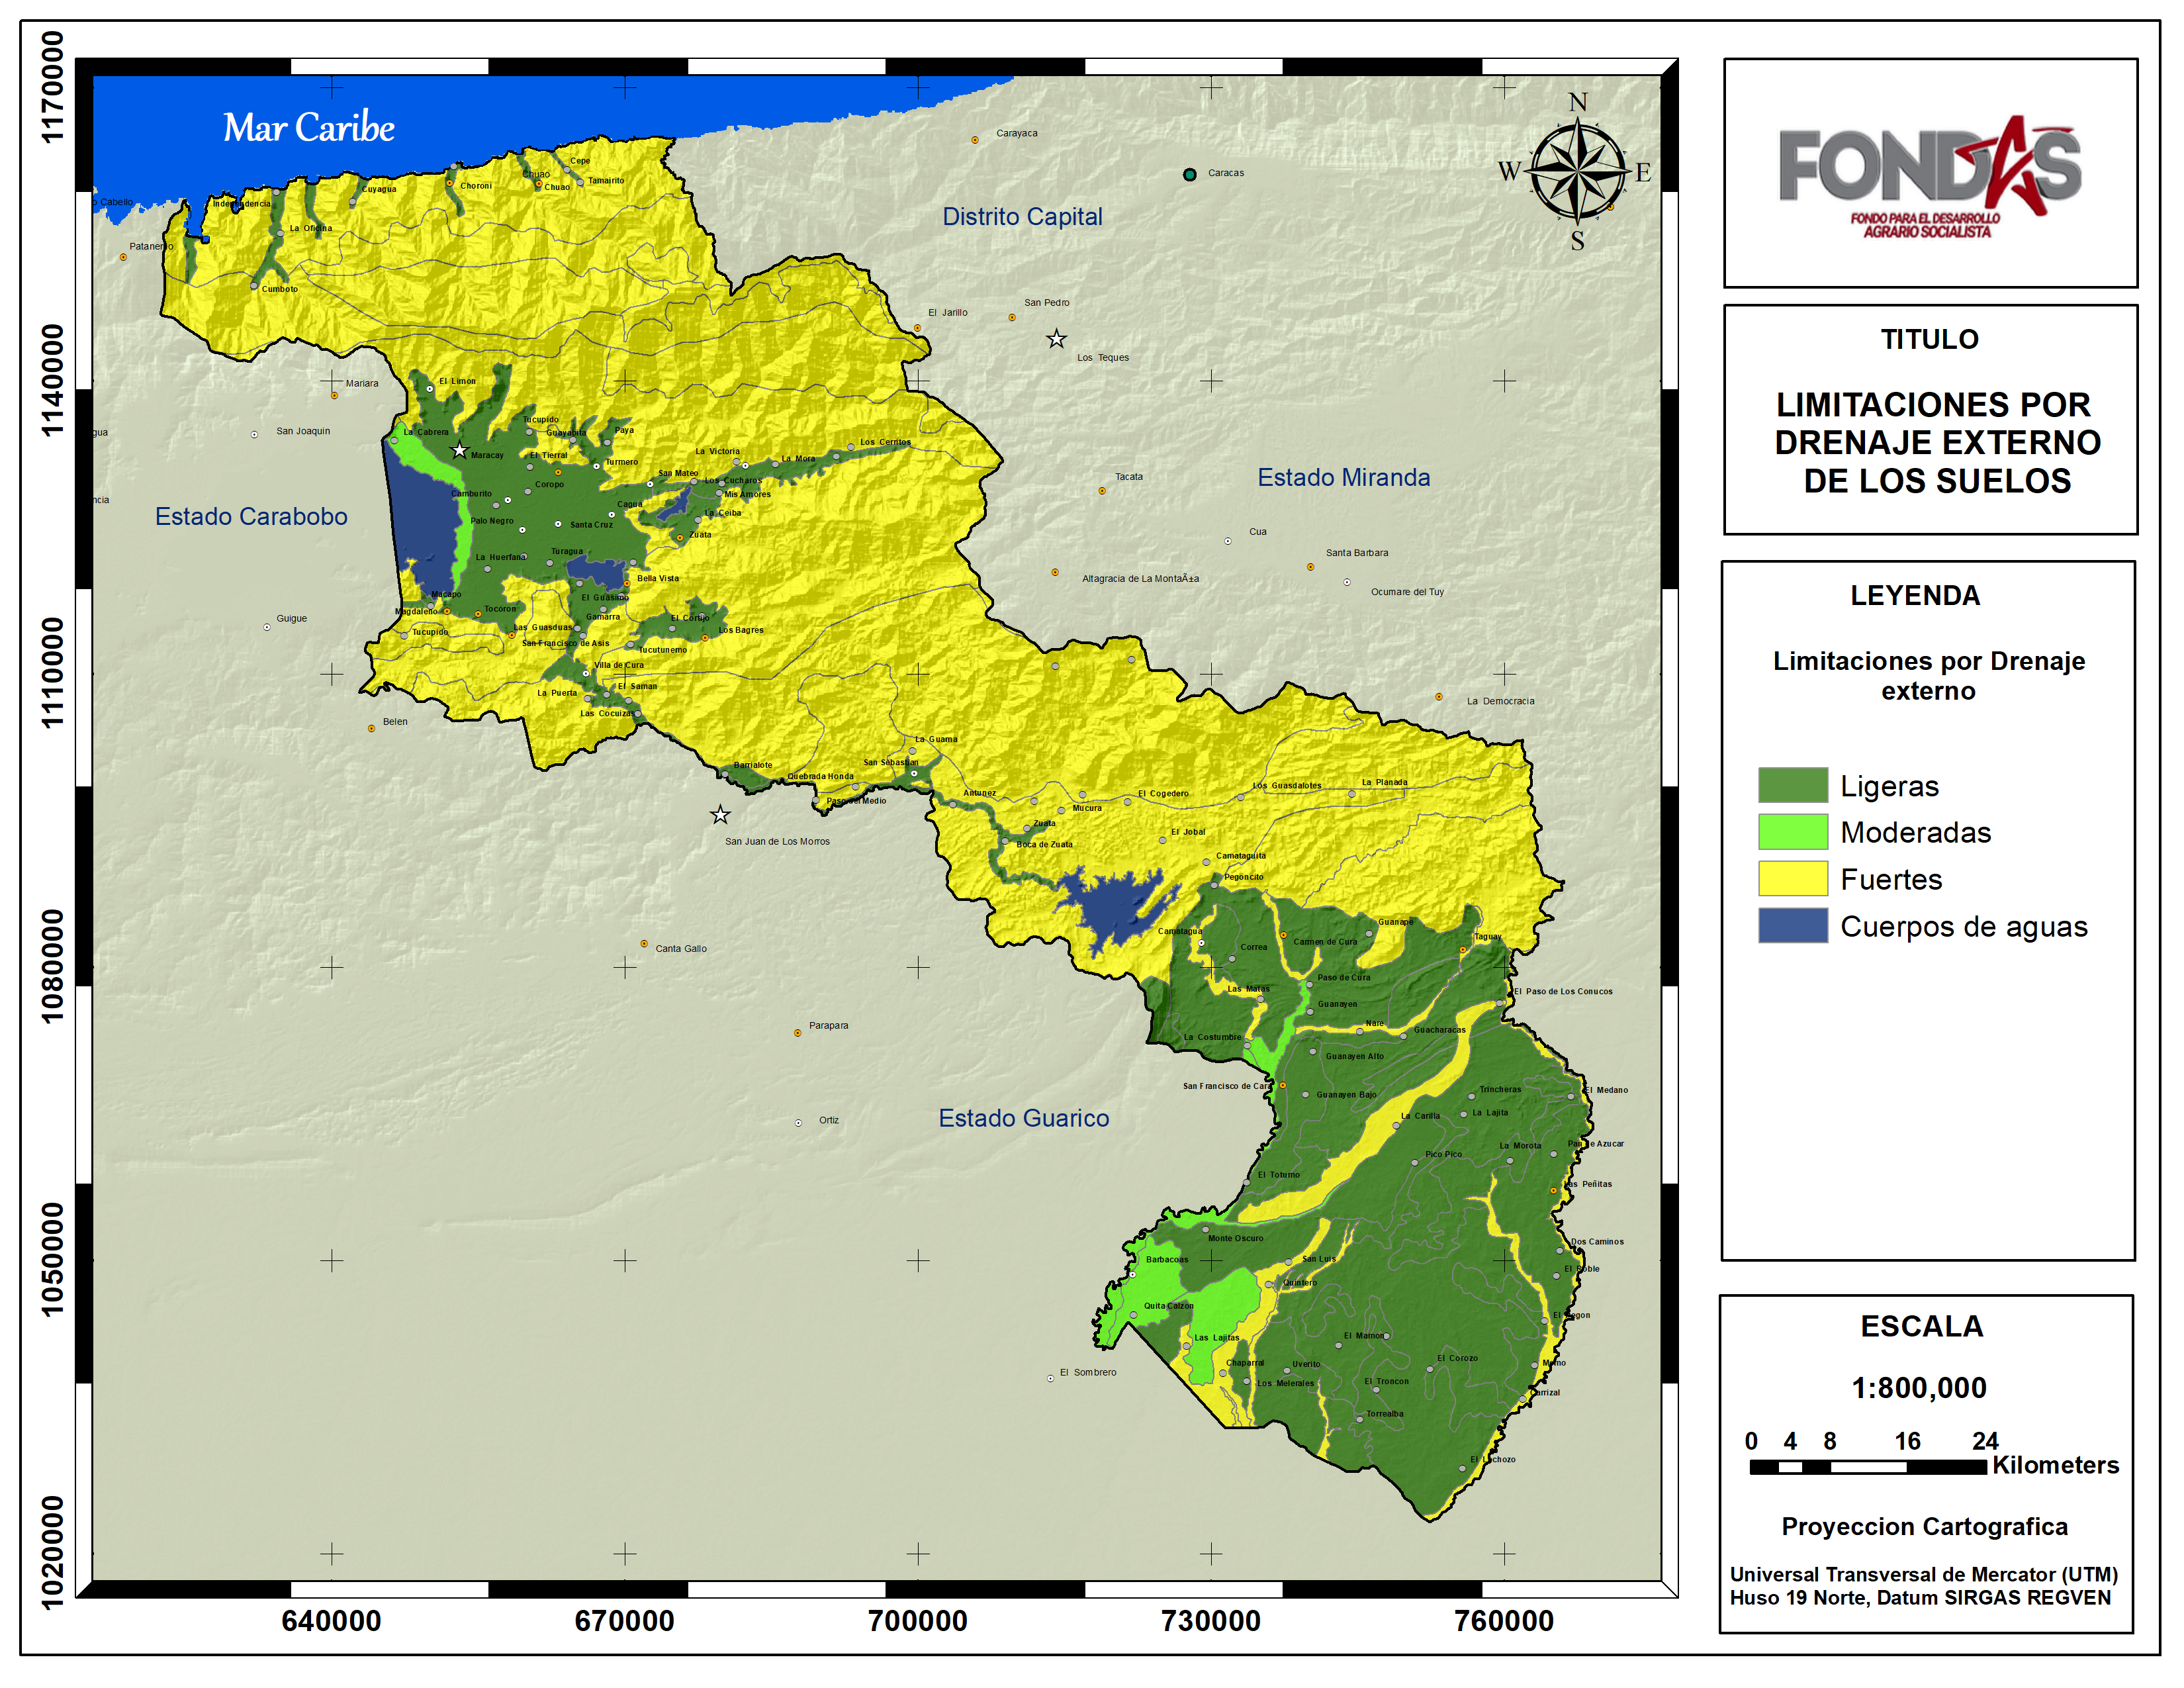 1170000
1140000
1110000
1080000
1050000
1020000
640000
670000
700000
730000
760000
Mar Caribe
N
W
E
S
Distrito Capital
Estado Miranda
Estado Carabobo
Estado Guarico
Carayaca
Caracas
o Cabello
Patanemo
Independencia
Cuyagua
Choroni
Chuao
Chuao
Cepe
Tamairito
La Oficina
Cumboto
El Jarillo
San Pedro
Los Teques
Mariara
San Joaquin
gua
ncia
El Limon
La Cabrera
Maracay
Tucupido
Guayabita
Paya
El Tierral
Turmero
La Victoria
La Mora
Los Cerritos
San Mateo
Los Cucharos
Mis Amores
Camburito
Coropo
Cagua
La Ceiba
Palo Negro
Santa Cruz
Zuata
La Huerfana
Turagua
Bella Vista
Macapo
El Guasimo
Magdaleno
Tocoron
Gamarra
El Cortijo
Los Bagres
Tucupido
Las Guasduas
San Francisco de Asis
Tucutunemo
Villa de Cura
La Puerta
El Saman
Las Cocuizas
Tacata
Cua
Santa Barbara
Altagracia de La MontaÃ±a
Ocumare del Tuy
Guigue
Belen
La Democracia
La Guama
Barrialote
San Sebastian
Quebrada Honda
Paso del Medio
Antunez
Mucura
El Cogedero
Los Guasdalotes
La Planada
Zuata
Boca de Zuata
El Jobal
Camataguita
Pegoncito
San Juan de Los Morros
Canta Gallo
Camatagua
Correa
Carmen de Cura
Guanape
Taguay
Las Matas
Paso de Cura
Guanayen
El Paso de Los Conucos
Parapara
Nare
Guacharacas
La Costumbre
Guanayen Alto
San Francisco de Cara
Guanayen Bajo
Trincheras
El Medano
Ortiz
La Carilla
La Lajita
La Morota
Pan de Azucar
Pico Pico
El Totumo
Las Peñitas
Monte Oscuro
Dos Caminos
Barbacoas
San Luis
El Roble
Quintero
Quita Calzon
Las Lajitas
El Mamon
Memo
El Sombrero
Chaparral
Uverito
El Corozo
Los Melerales
El Troncon
Carrizal
Torrealba
FONDAS
FONDO PARA EL DESARROLLO
AGRARIO SOCIALISTA
TITULO
LIMITACIONES POR
DRENAJE EXTERNO
DE LOS SUELOS
LEYENDA
Limitaciones por Drenaje
externo
Ligeras
Moderadas
Fuertes
Cuerpos de aguas
ESCALA
1:800,000
0 4 8 16 24
Kilometers
Proyeccion Cartografica
Universal Transversal de Mercator (UTM)
Huso 19 Norte, Datum SIRGAS REGVEN